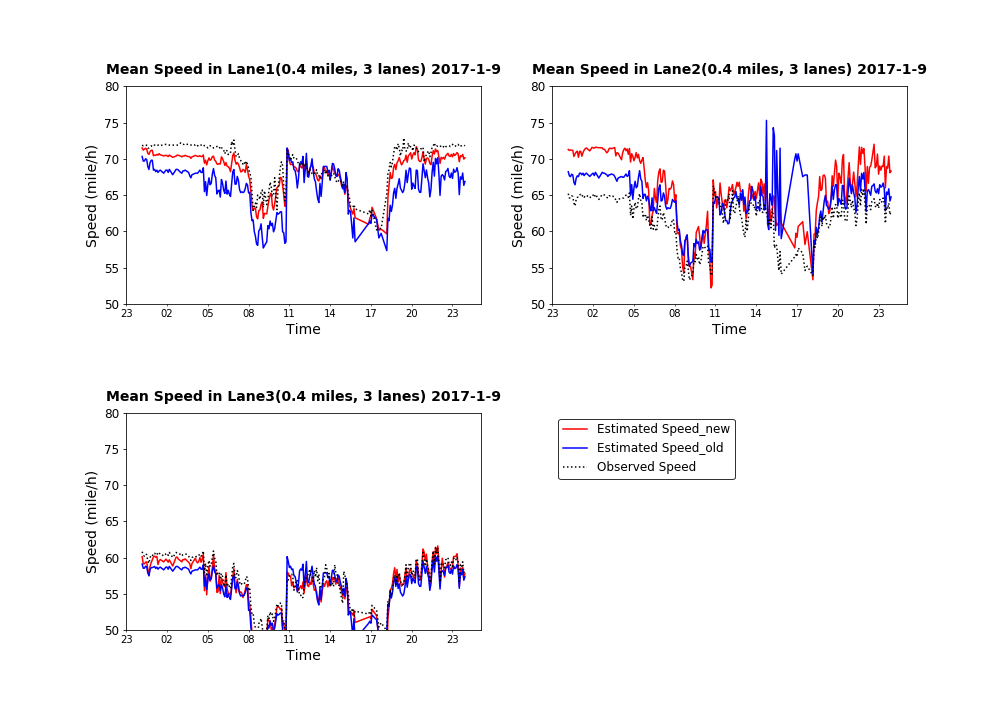 Mean Speed in Lane1(0.4 miles, 3 lanes) 2017-1-9
80
75
70
65
60
55
50
Speed (mile/h)
23 02 05 08 11 14 17 20 23
Time
Mean Speed in Lane2(0.4 miles, 3 lanes) 2017-1-9
80
75
70
65
60
55
50
Speed (mile/h)
23 02 05 08 11 14 17 20 23
Time
Mean Speed in Lane3(0.4 miles, 3 lanes) 2017-1-9
80
75
70
65
60
55
50
Speed (mile/h)
23 02 05 08 11 14 17 20 23
Time
Estimated Speed_new
Estimated Speed_old
Observed Speed